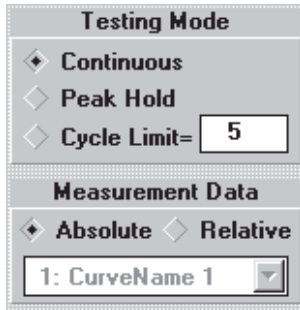 Testing Mode
Continuous
Peak Hold
Cycle Limit= 5
Measurement Data
Absolute Relative
1: CurveName 1